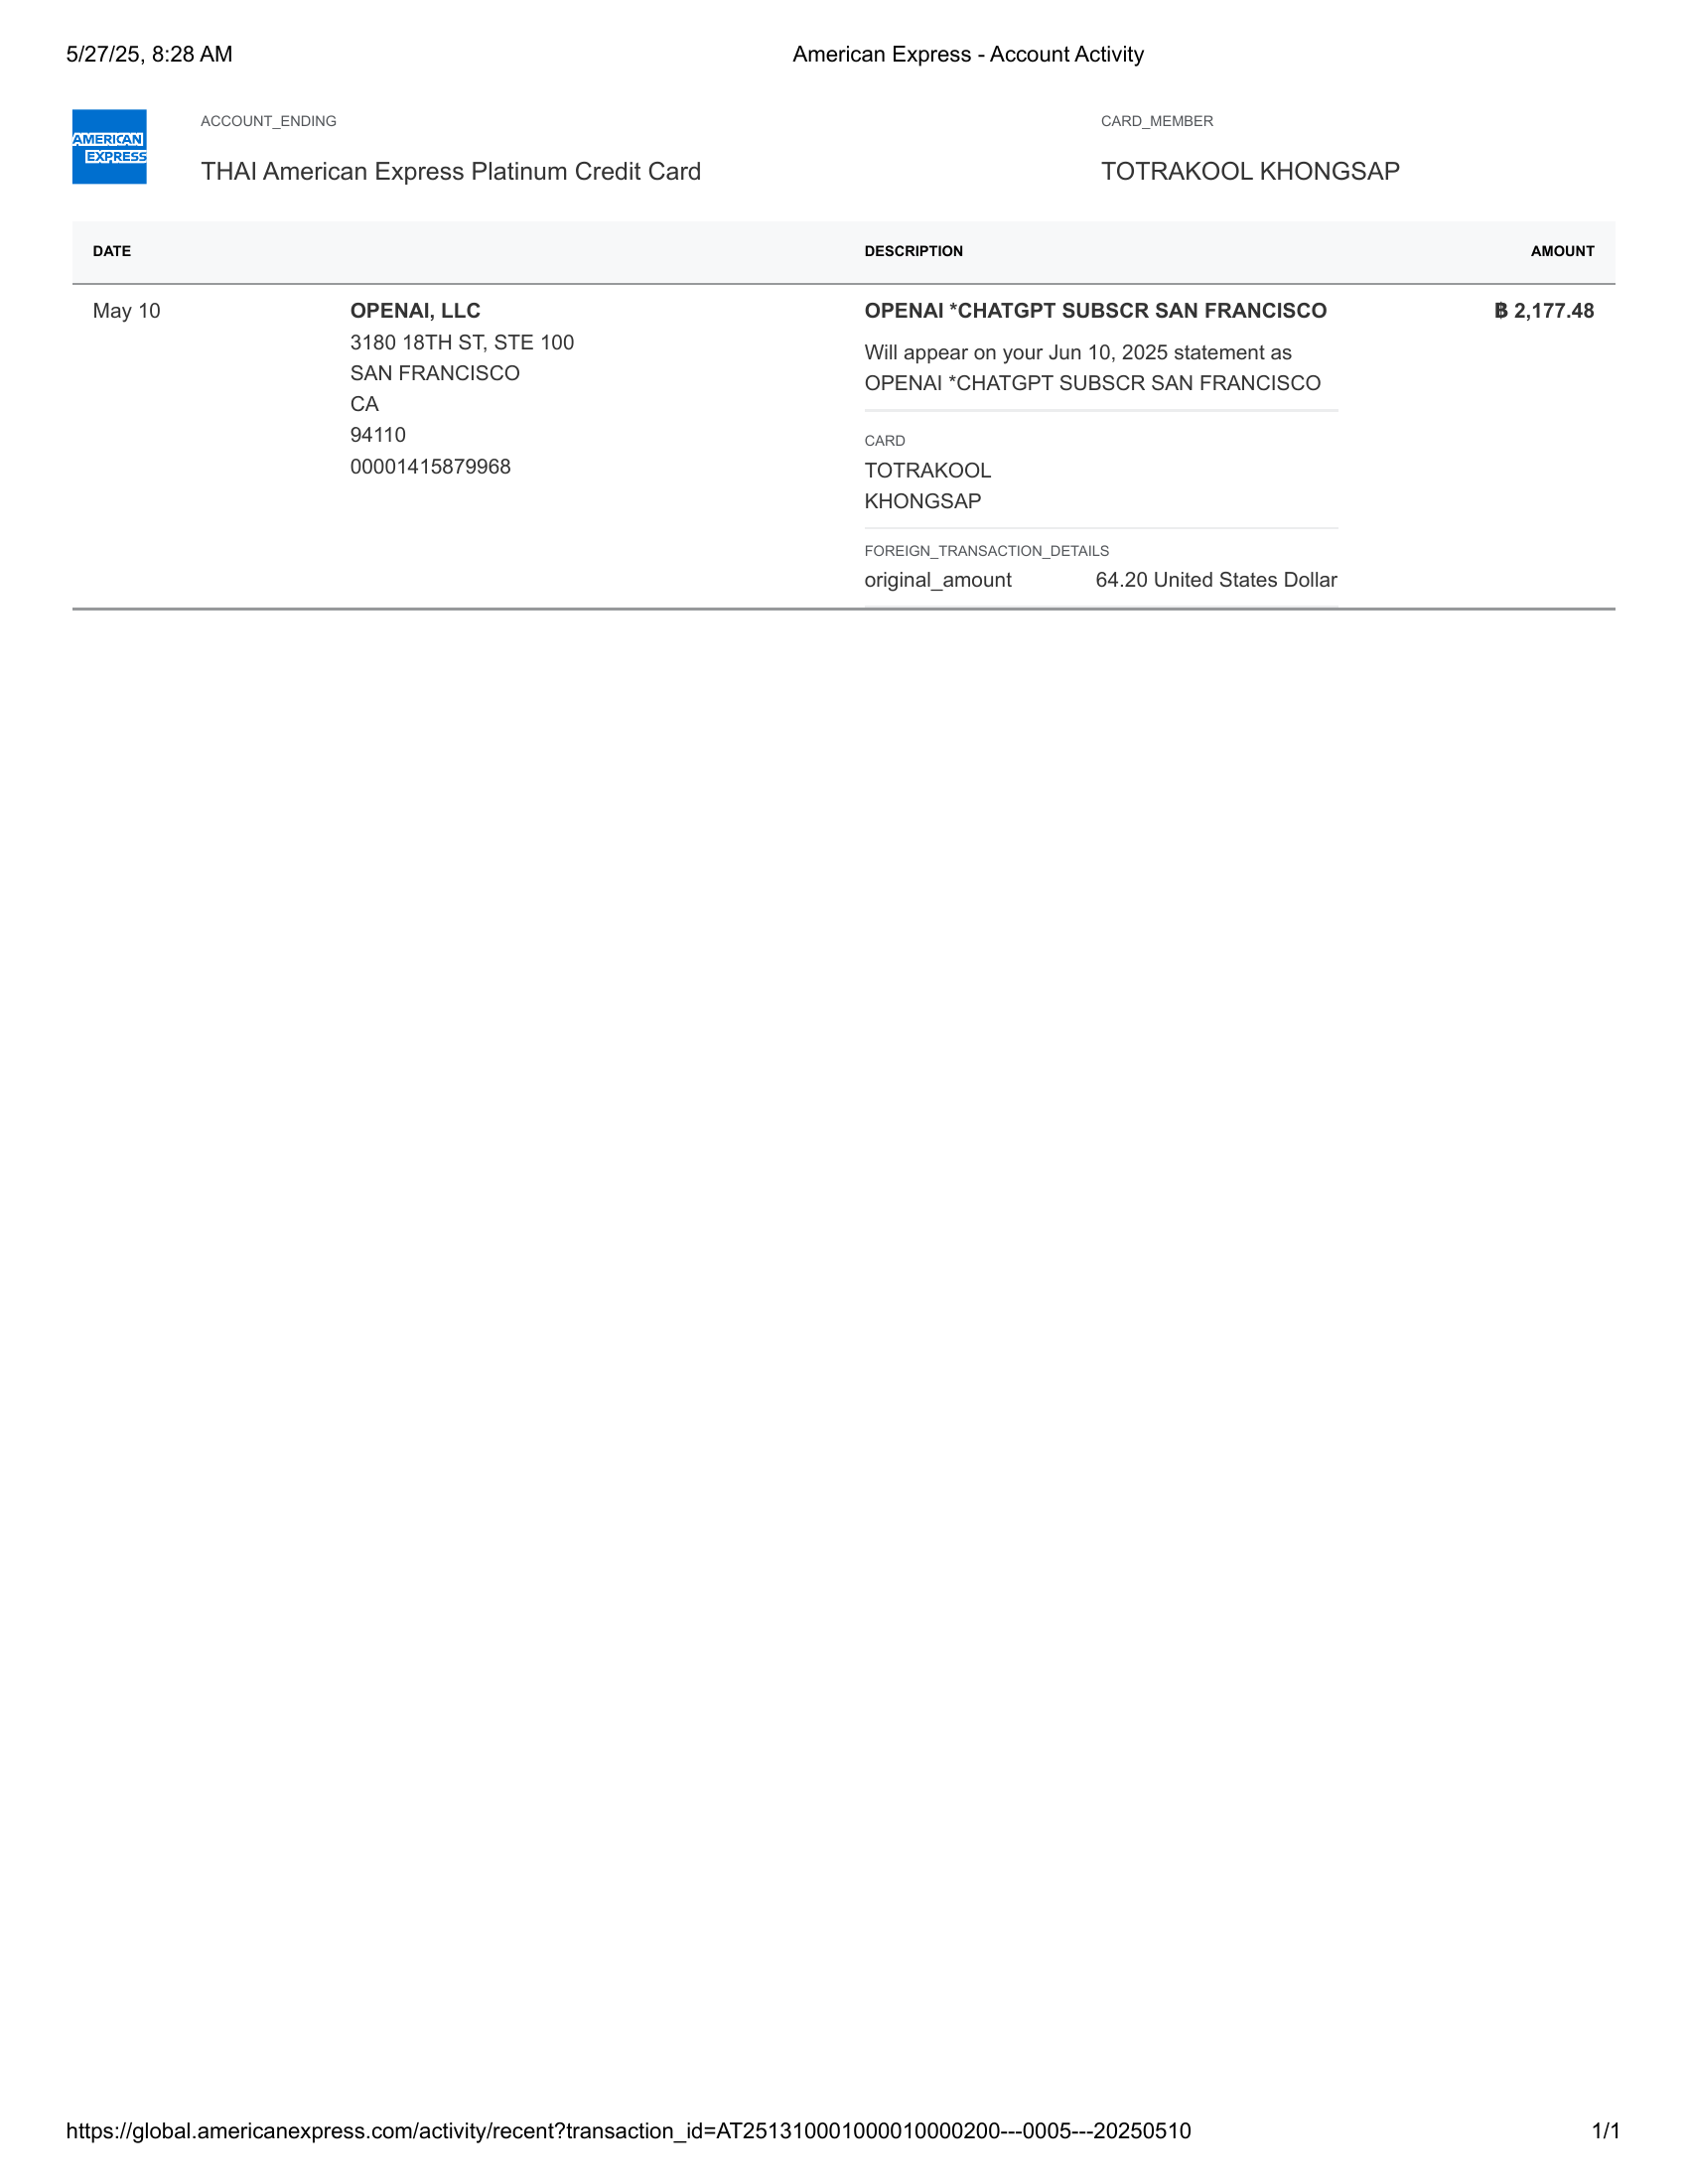 5/27/25, 8:28 AM
American Express - Account Activity
AMERICAN
EXPRESS
ACCOUNT_ENDING
THAI American Express Platinum Credit Card
CARD_MEMBER
TOTRAKOOL KHONGSAP
DATE
DESCRIPTION
AMOUNT
May 10
OPENAI, LLC
3180 18TH ST, STE 100
SAN FRANCISCO
CA
94110
00001415879968
OPENAI *CHATGPT SUBSCR SAN FRANCISCO
Will appear on your Jun 10, 2025 statement as
OPENAI *CHATGPT SUBSCR SAN FRANCISCO
CARD
TOTRAKOOL
KHONGSAP
FOREIGN_TRANSACTION_DETAILS
original_amount 64.20 United States Dollar
฿ 2,177.48
https://global.americanexpress.com/activity/recent?transaction_id=AT251310001000010000200---0005---20250510
1/1